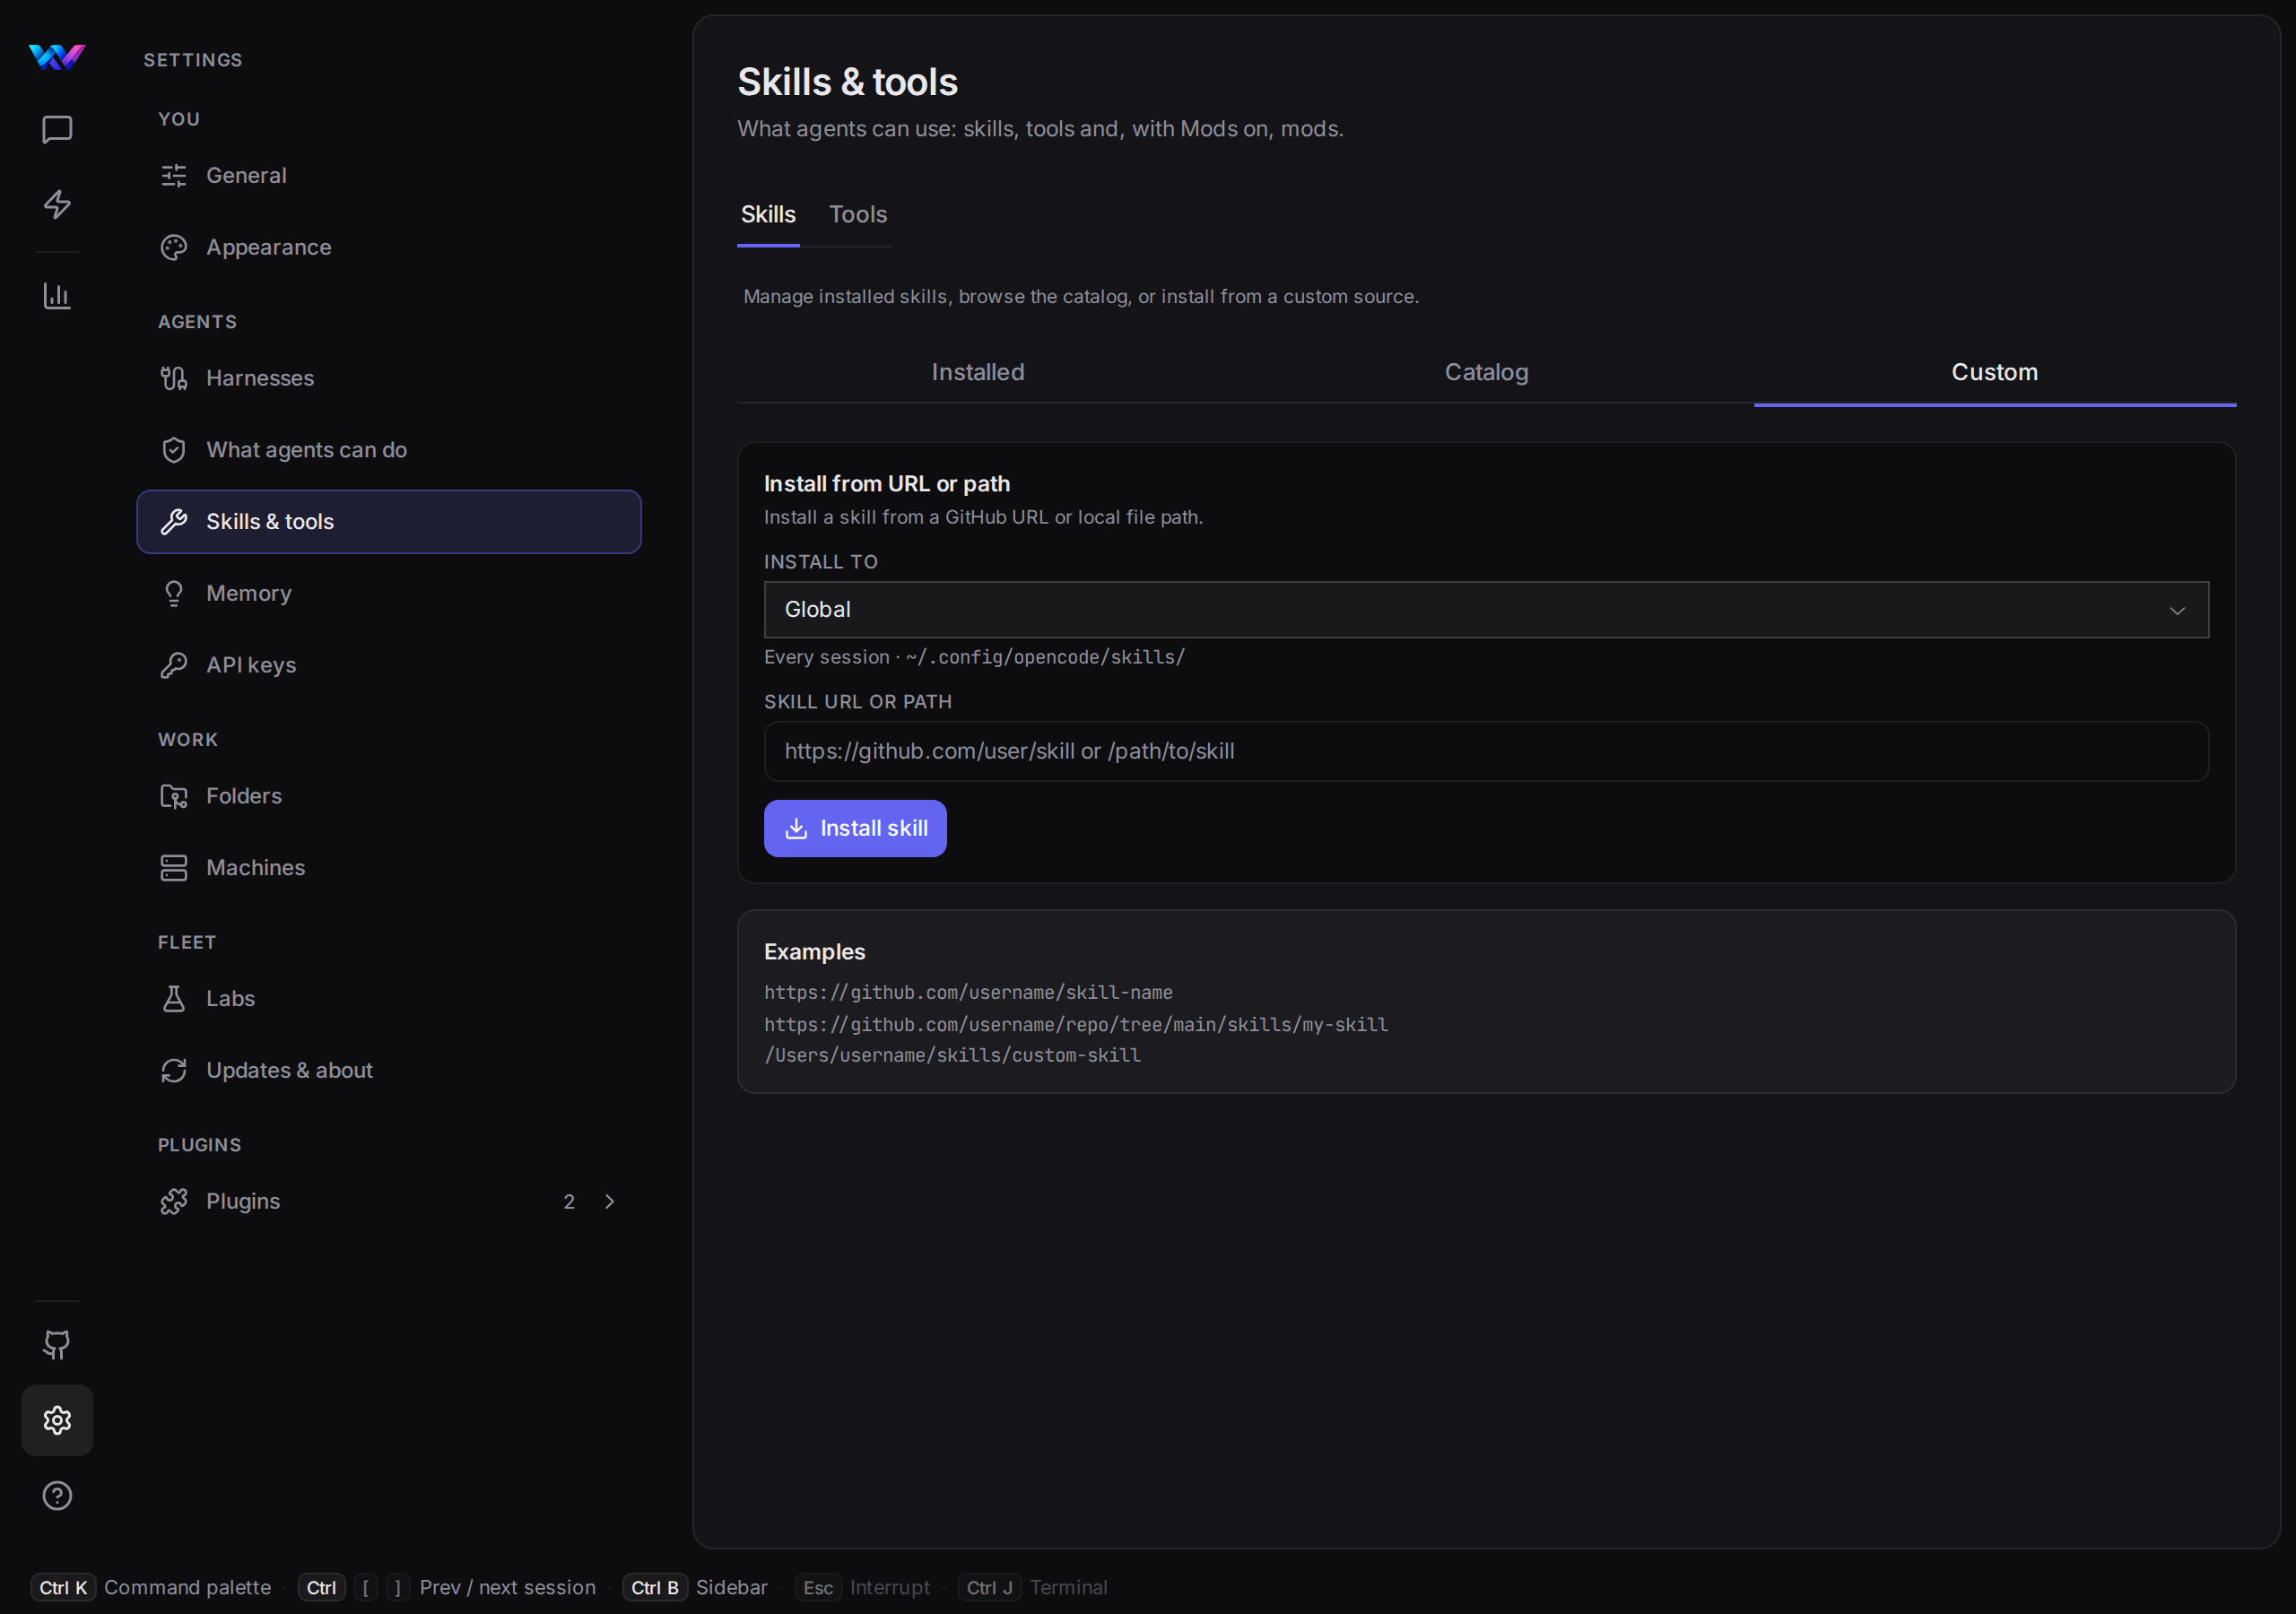 SETTINGS
YOU
General
Appearance
AGENTS
Harnesses
What agents can do
Skills & tools
Memory
API keys
WORK
Folders
Machines
FLEET
Labs
Updates & about
PLUGINS
Plugins 2
Skills & tools
What agents can use: skills, tools and, with Mods on, mods.
Skills Tools
Manage installed skills, browse the catalog, or install from a custom source.
Installed Catalog Custom
Install from URL or path
Install a skill from a GitHub URL or local file path.
INSTALL TO
Global
Every session · ~/.config/opencode/skills/
SKILL URL OR PATH
https://github.com/user/skill or /path/to/skill
Install skill
Examples
https://github.com/username/skill-name
https://github.com/username/repo/tree/main/skills/my-skill
/Users/username/skills/custom-skill
Ctrl K Command palette · Ctrl [ ] Prev / next session · Ctrl B Sidebar · Esc Interrupt · Ctrl J Terminal